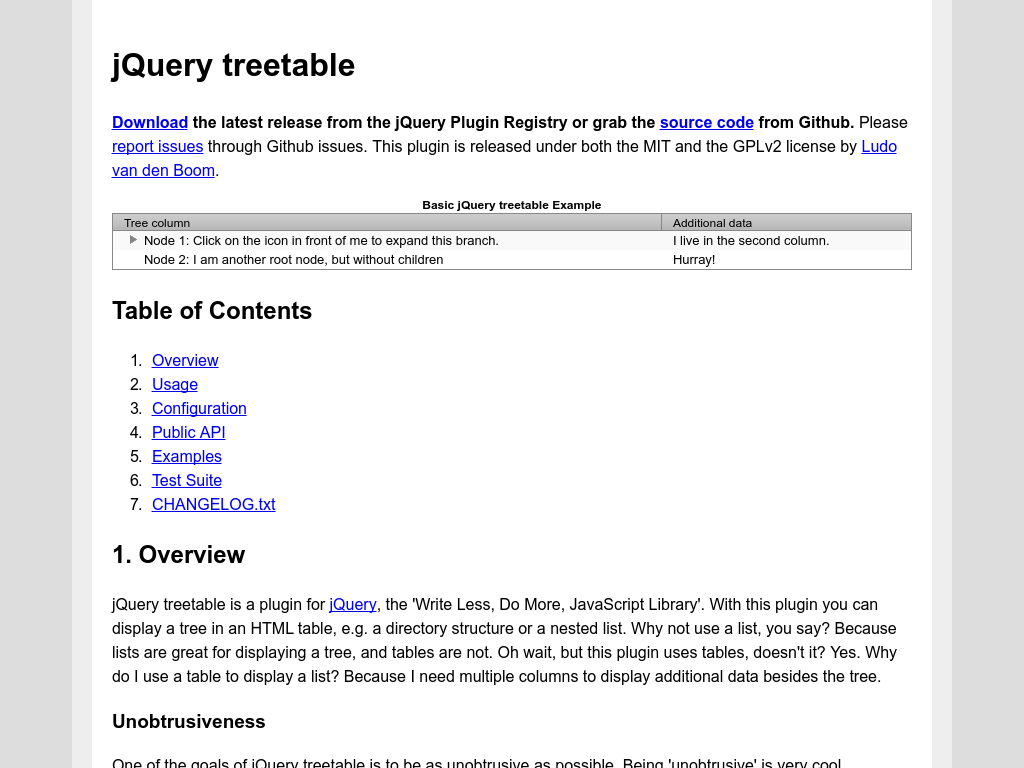 jQuery treetable
Download the latest release from the jQuery Plugin Registry or grab the source code from Github. Please
report issues through Github issues. This plugin is released under both the MIT and the GPLv2 license by Ludo
van den Boom.
Basic jQuery treetable Example
Tree column Additional data
Node 1: Click on the icon in front of me to expand this branch. I live in the second column.
Node 2: I am another root node, but without children Hurray!
Table of Contents
1. Overview
2. Usage
3. Configuration
4. Public API
5. Examples
6. Test Suite
7. CHANGELOG.txt
1. Overview
jQuery treetable is a plugin for jQuery, the 'Write Less, Do More, JavaScript Library'. With this plugin you can
display a tree in an HTML table, e.g. a directory structure or a nested list. Why not use a list, you say? Because
lists are great for displaying a tree, and tables are not. Oh wait, but this plugin uses tables, doesn't it? Yes. Why
do I use a table to display a list? Because I need multiple columns to display additional data besides the tree.
Unobtrusiveness
One of the goals of jQuery treetable is to be as unobtrusive as possible. Being 'unobtrusive' is very cool